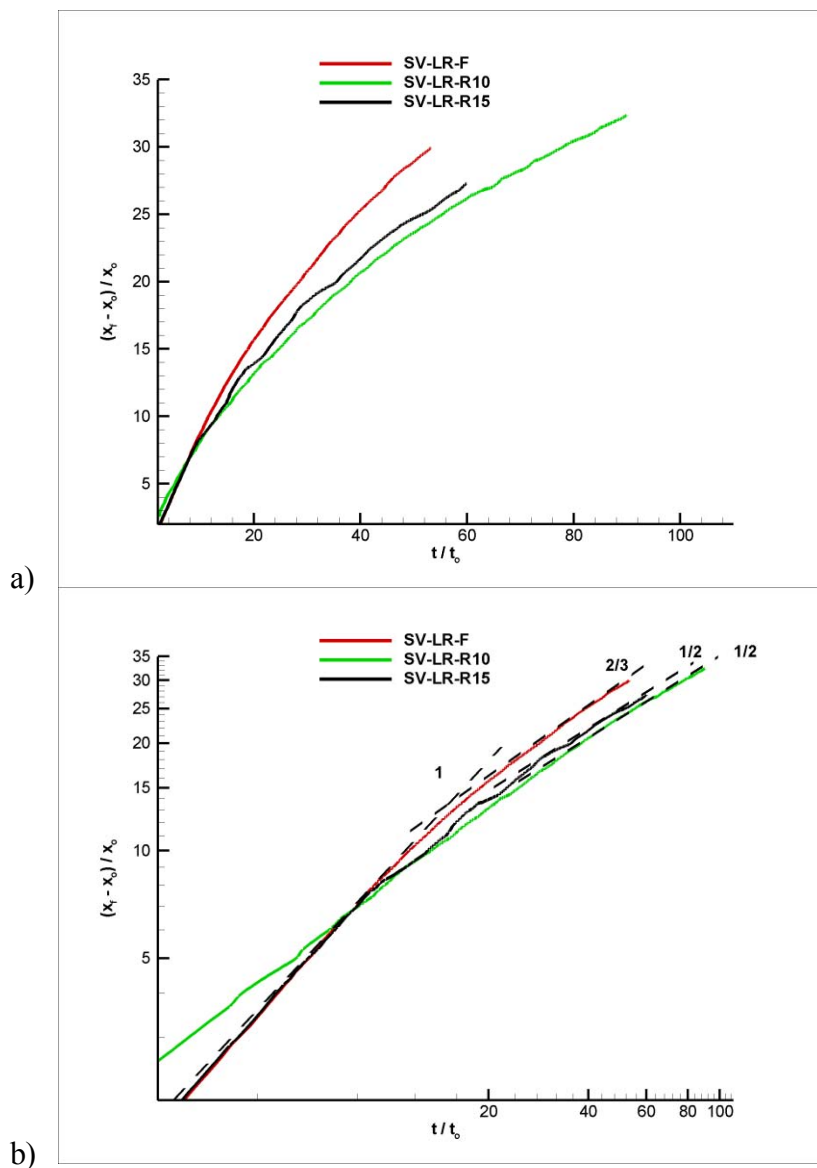 SV-LR-F
SV-LR-R10
SV-LR-R15
35
30
25
20
15
10
5
(x_f - x_o) / x_o
20
40
60
80
100
t / t_o
a)
SV-LR-F
SV-LR-R10
SV-LR-R15
2/3
1/2
1/2
1
35
30
25
20
15
10
5
(x_f - x_o) / x_o
20
40
60
80
100
t / t_o
b)